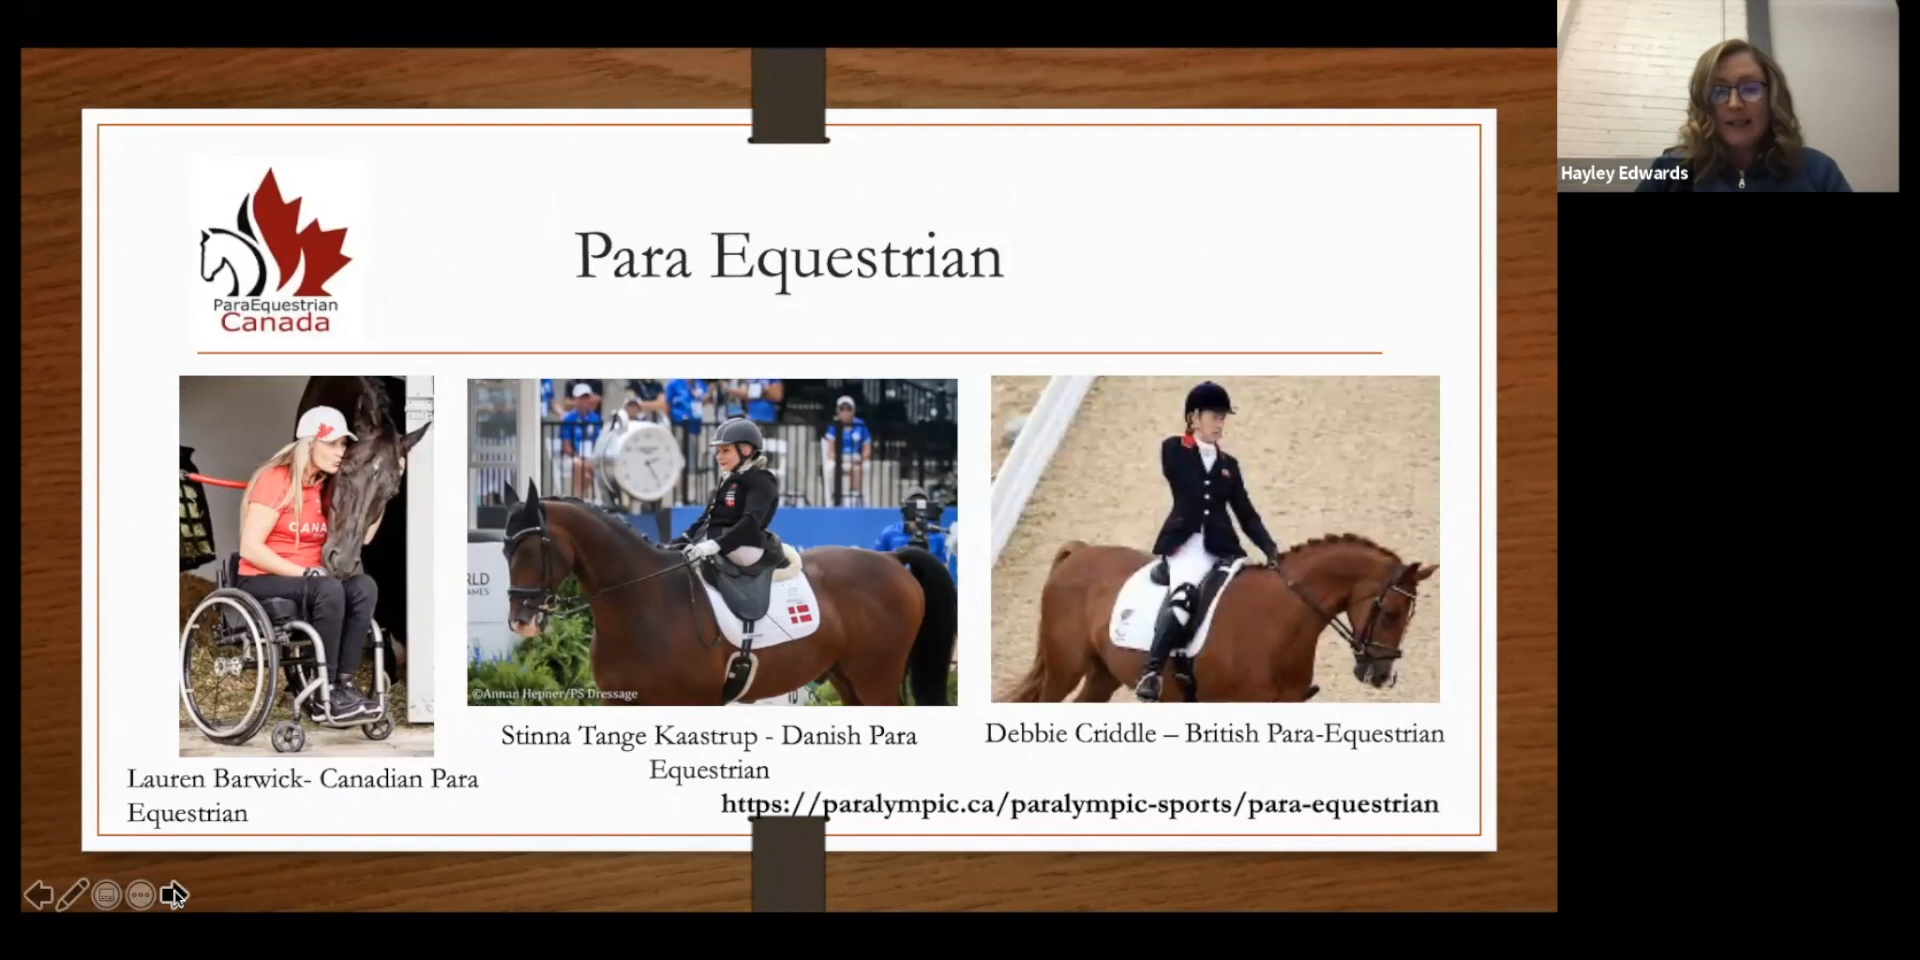 Hayley Edwards
ParaEquestrian
Canada
Para Equestrian
CANA
RLD
AMES
©Annan Hepner/PS Dressage
Lauren Barwick- Canadian Para
Equestrian
Stinna Tange Kaastrup - Danish Para
Equestrian
Debbie Criddle – British Para-Equestrian
https://paralympic.ca/paralympic-sports/para-equestrian